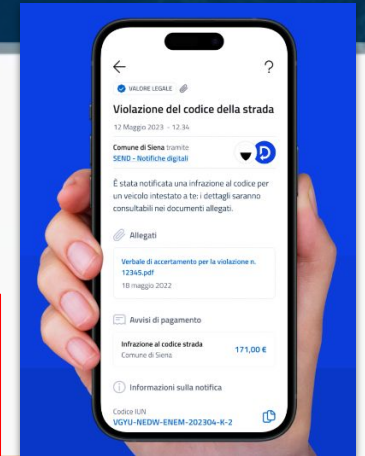 VALORE LEGALE
Violazione del codice della strada
12 Maggio 2023 - 12.34
Comune di Siena tramite
SEND - Notifiche digitali
È stata notificata una infrazione al codice per
un veicolo intestato a te: i dettagli saranno
consultabili nei documenti allegati.
Allegati
Verbale di accertamento per la violazione n.
12345.pdf
18 maggio 2022
Avvisi di pagamento
Infrazione al codice strada
Comune di Siena
171,00 €
Informazioni sulla notifica
Codice IUN
VGYU-NEDW-ENEM-202304-K-2